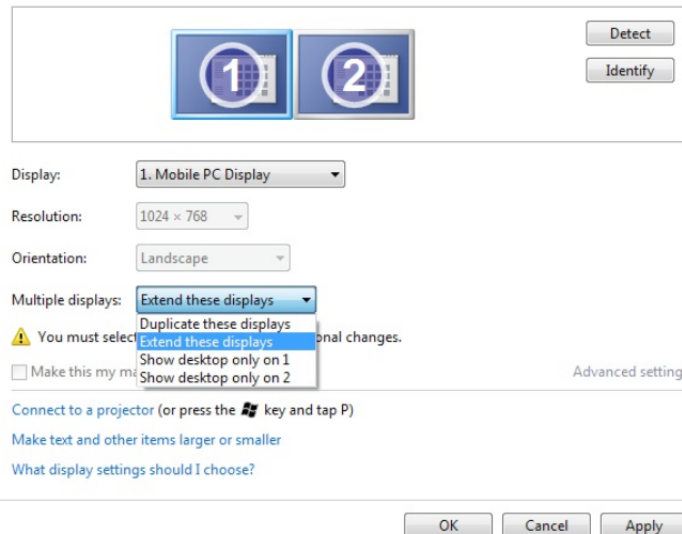 1 2
Detect
Identify
Display: 1. Mobile PC Display
Resolution: 1024 × 768
Orientation: Landscape
Multiple displays: Extend these displays
Duplicate these displays
Extend these displays
Show desktop only on 1
Show desktop only on 2
You must selec onal changes.
Make this my ma Advanced setting
Connect to a projector (or press the key and tap P)
Make text and other items larger or smaller
What display settings should I choose?
OK Cancel Apply